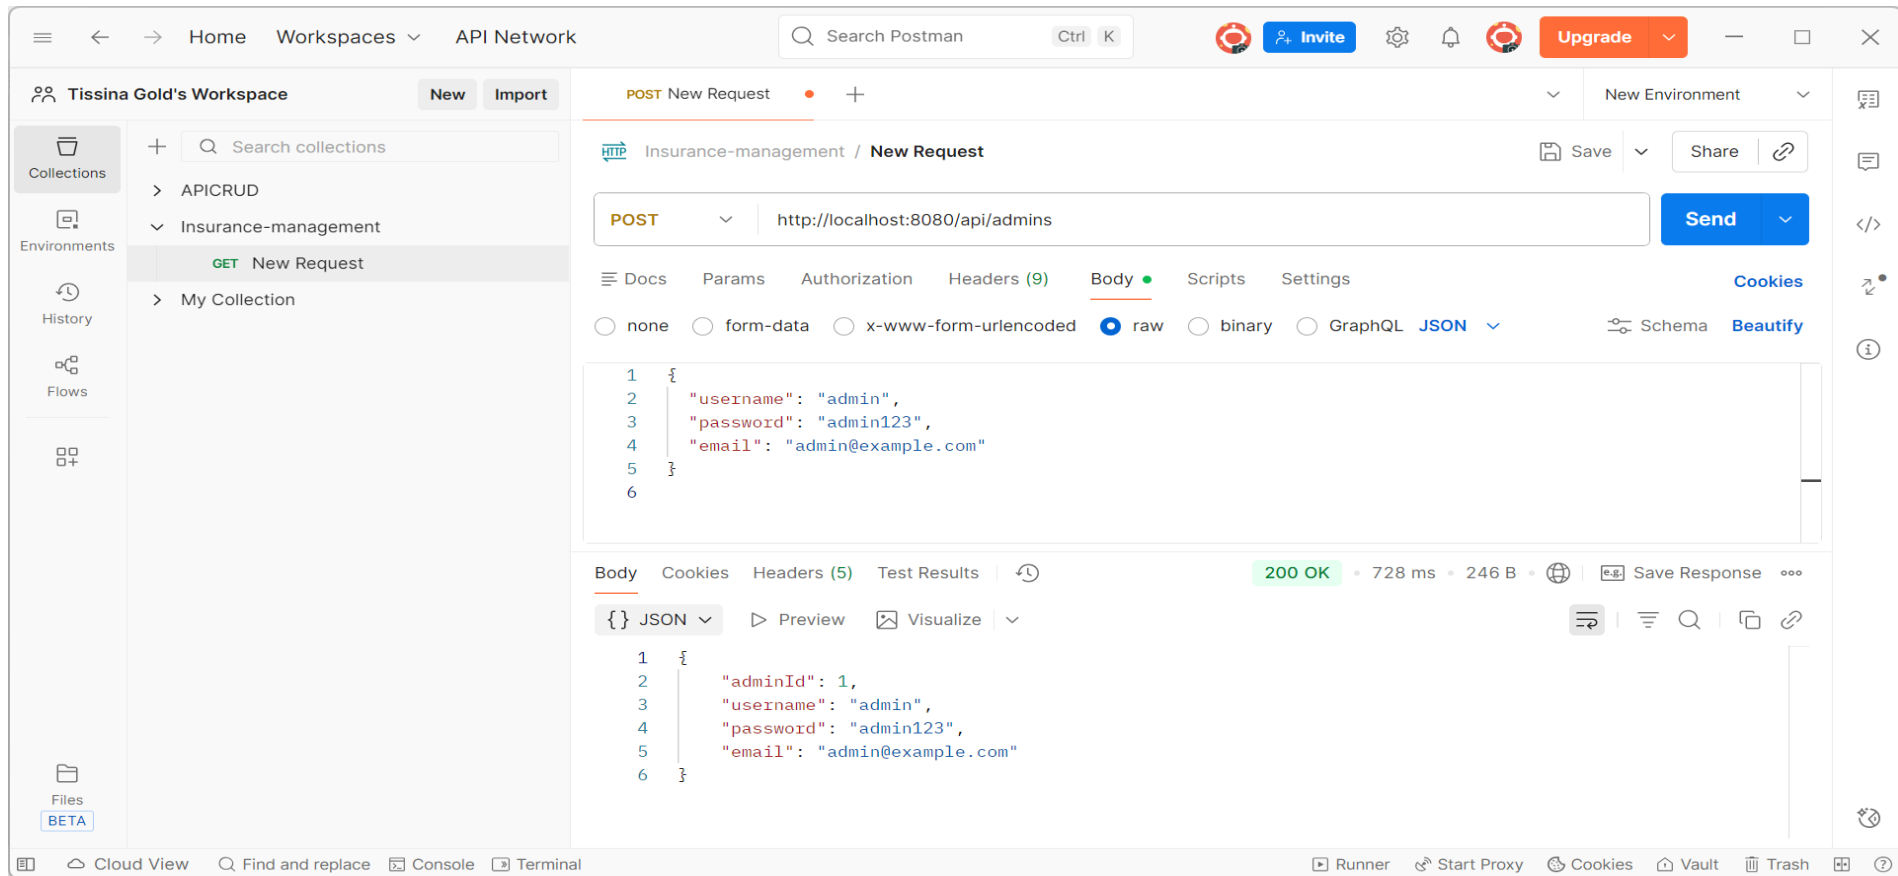 Home Workspaces API Network Search Postman Ctrl K Invite Upgrade
Tissina Gold's Workspace New Import POST New Request New Environment
Collections
Environments
History
Flows
Files
BETA
Search collections
APICRUD
Insurance-management
GET New Request
My Collection
HTTP Insurance-management / New Request Save Share
POST http://localhost:8080/api/admins Send
Docs Params Authorization Headers (9) Body Scripts Settings Cookies
none form-data x-www-form-urlencoded raw binary GraphQL JSON Schema Beautify
1 {
2 "username": "admin",
3 "password": "admin123",
4 "email": "admin@example.com"
5 }
6
Body Cookies Headers (5) Test Results 200 OK • 728 ms • 246 B • e.g. Save Response
{} JSON Preview Visualize
1 {
2 "adminId": 1,
3 "username": "admin",
4 "password": "admin123",
5 "email": "admin@example.com"
6 }
Cloud View Find and replace Console Terminal Runner Start Proxy Cookies Vault Trash